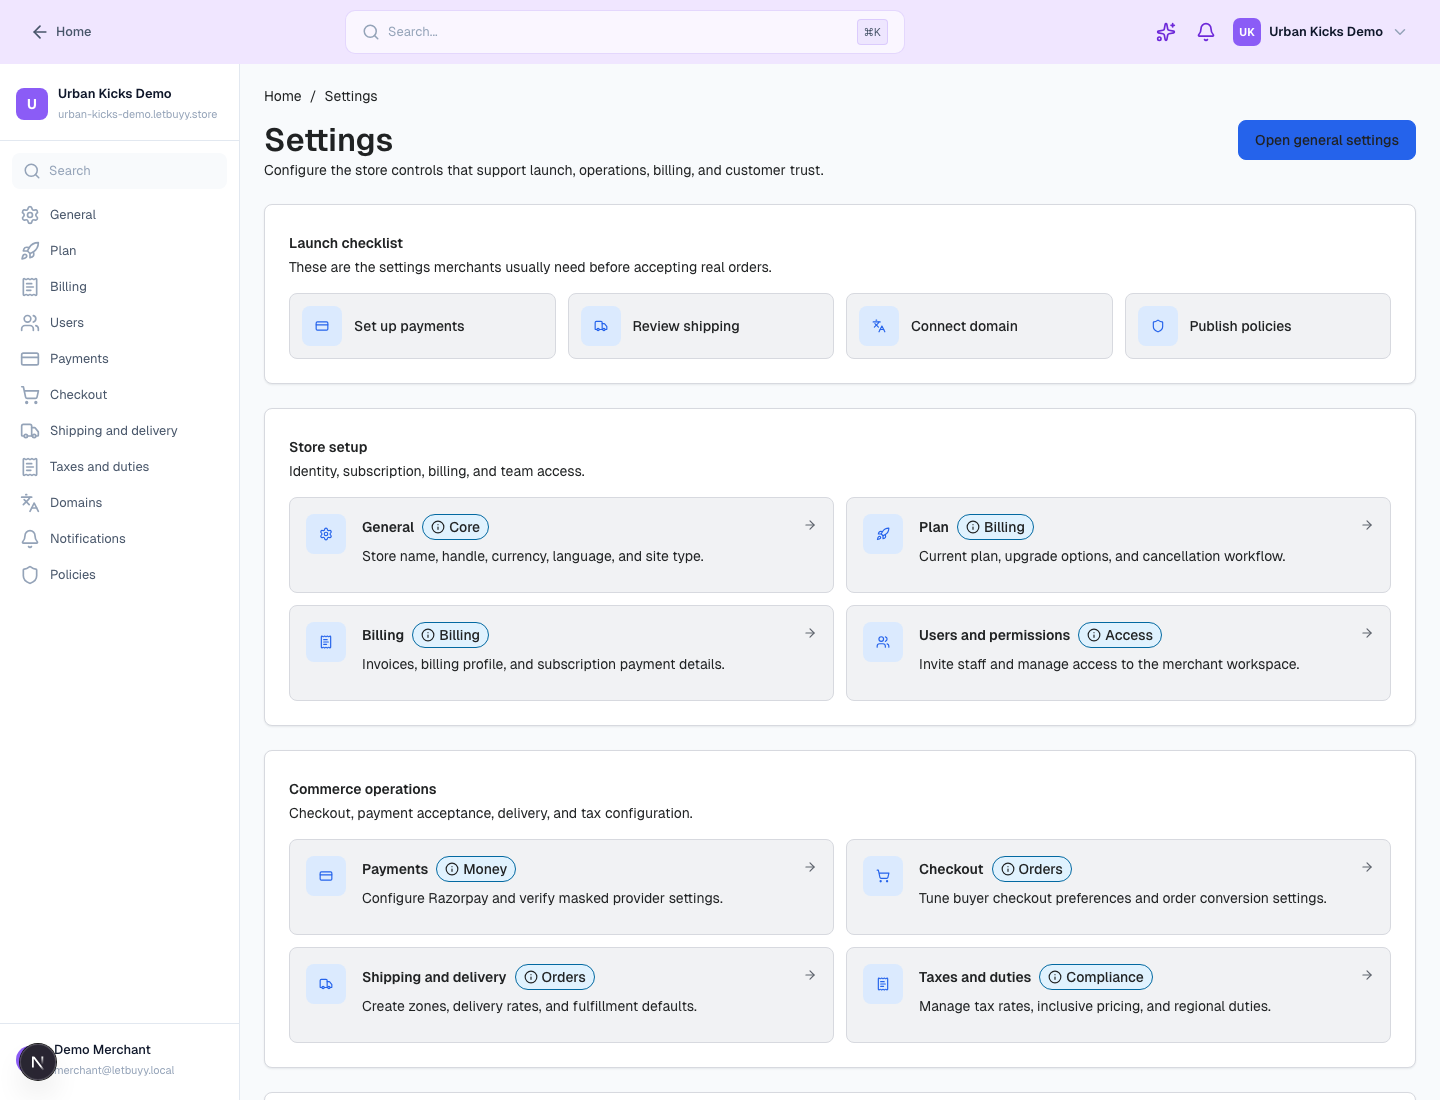 Home
Search...
⌘K
UK
Urban Kicks Demo
U
Urban Kicks Demo
urban-kicks-demo.letbuyy.store
Search
General
Plan
Billing
Users
Payments
Checkout
Shipping and delivery
Taxes and duties
Domains
Notifications
Policies
N
Demo Merchant
merchant@letbuyy.local
Home / Settings
Settings
Open general settings
Configure the store controls that support launch, operations, billing, and customer trust.
Launch checklist
These are the settings merchants usually need before accepting real orders.
Set up payments
Review shipping
Connect domain
Publish policies
Store setup
Identity, subscription, billing, and team access.
General
Core
Store name, handle, currency, language, and site type.
Plan
Billing
Current plan, upgrade options, and cancellation workflow.
Billing
Billing
Invoices, billing profile, and subscription payment details.
Users and permissions
Access
Invite staff and manage access to the merchant workspace.
Commerce operations
Checkout, payment acceptance, delivery, and tax configuration.
Payments
Money
Configure Razorpay and verify masked provider settings.
Checkout
Orders
Tune buyer checkout preferences and order conversion settings.
Shipping and delivery
Orders
Create zones, delivery rates, and fulfillment defaults.
Taxes and duties
Compliance
Manage tax rates, inclusive pricing, and regional duties.